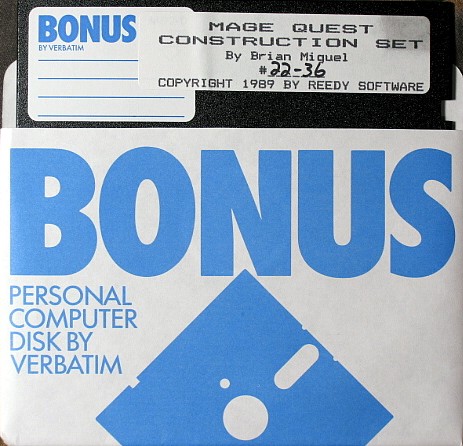 BONUS
BY VERBATIM
MAGE QUEST
CONSTRUCTION SET
By Brian Miguel
#22-36
COPYRIGHT 1989 BY REEDY SOFTWARE
BONUS
PERSONAL
COMPUTER
DISK BY
VERBATIM